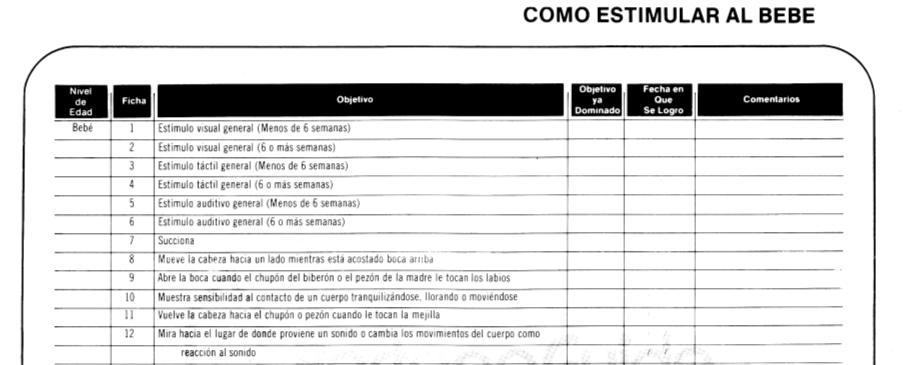 COMO ESTIMULAR AL BEBE
Nivel de Edad Ficha Objetivo Objetivo ya Dominado Fecha en Que Se Logro Comentarios
Bebé 1 Estímulo visual general (Menos de 6 semanas)
2 Estímulo visual general (6 o más semanas)
3 Estímulo táctil general (Menos de 6 semanas)
4 Estímulo táctil general (6 o más semanas)
5 Estímulo auditivo general (Menos de 6 semanas)
6 Estímulo auditivo general (6 o más semanas)
7 Succiona
8 Mueve la cabeza hacia un lado mientras está acostado boca arriba
9 Abre la boca cuando el chupón del biberón o el pezón de la madre le tocan los labios
10 Muestra sensibilidad al contacto de un cuerpo tranquilizándose, llorando o moviéndose
11 Vuelve la cabeza hacia el chupón o pezón cuando le tocan la mejilla
12 Mira hacia el lugar de donde proviene un sonido o cambia los movimientos del cuerpo como
reacción al sonido